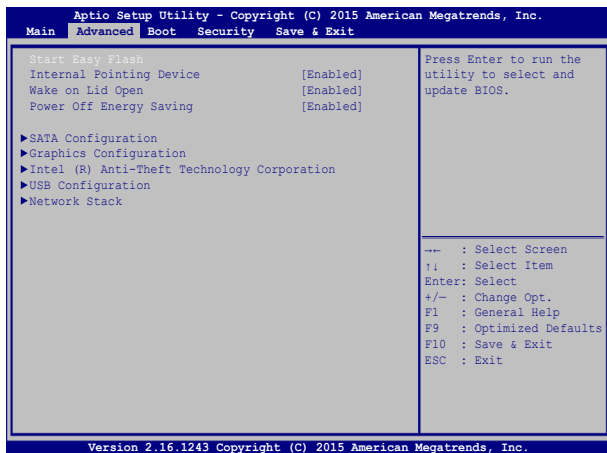 Aptio Setup Utility - Copyright (C) 2015 American Megatrends, Inc.
Main Advanced Boot Security Save & Exit
Start Easy Flash
Internal Pointing Device [Enabled]
Wake on Lid Open [Enabled]
Power Off Energy Saving [Enabled]
▶SATA Configuration
▶Graphics Configuration
▶Intel (R) Anti-Theft Technology Corporation
▶USB Configuration
▶Network Stack
Press Enter to run the
utility to select and
update BIOS.
→← : Select Screen
↑↓ : Select Item
Enter: Select
+/— : Change Opt.
F1 : General Help
F9 : Optimized Defaults
F10 : Save & Exit
ESC : Exit
Version 2.16.1243 Copyright (C) 2015 American Megatrends, Inc.